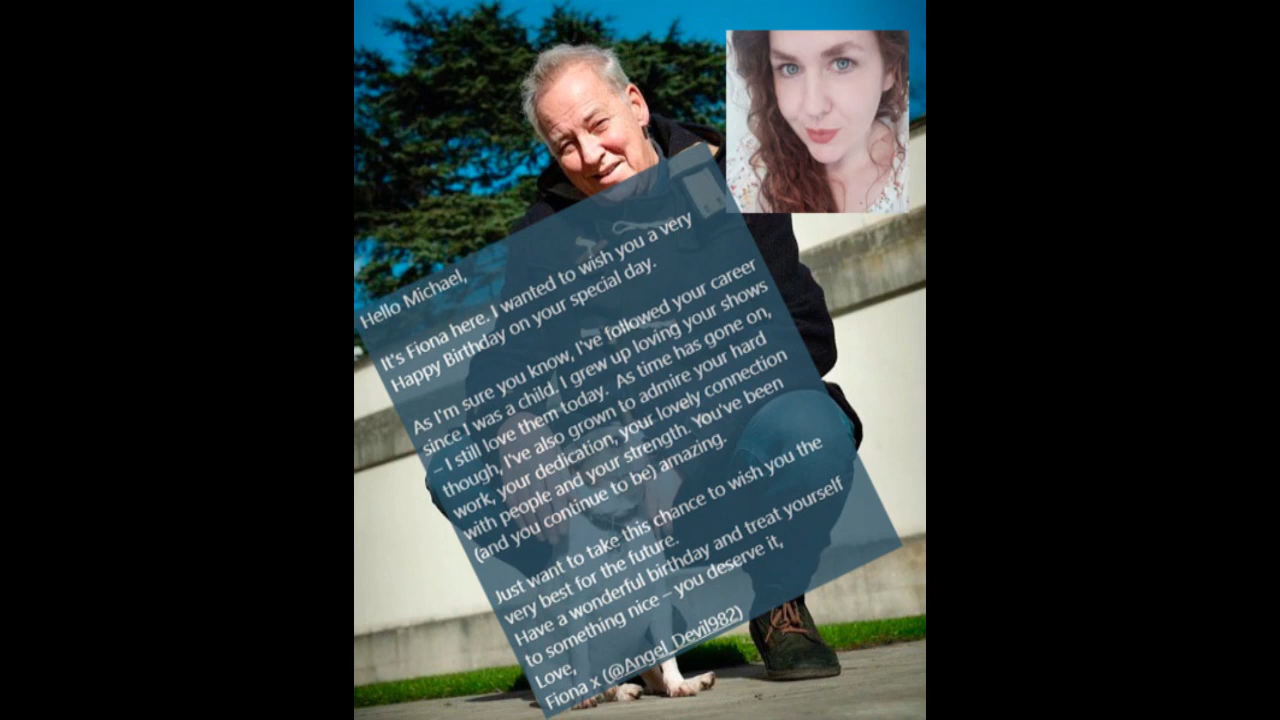 Hello Michael,
It's Fiona here. I wanted to wish you a very
Happy Birthday on your special day.
As I'm sure you know, I've followed your career
since I was a child. I grew up loving your shows
– I still love them today.  As time has gone on,
though, I've also grown to admire your hard
work, your dedication, your lovely connection
with people and your strength. You've been
(and you continue to be) amazing.
Just want to take this chance to wish you the
very best for the future.
Have a wonderful birthday and treat yourself
to something nice – you deserve it,
Love,
Fiona x (@Angel_Devil982)